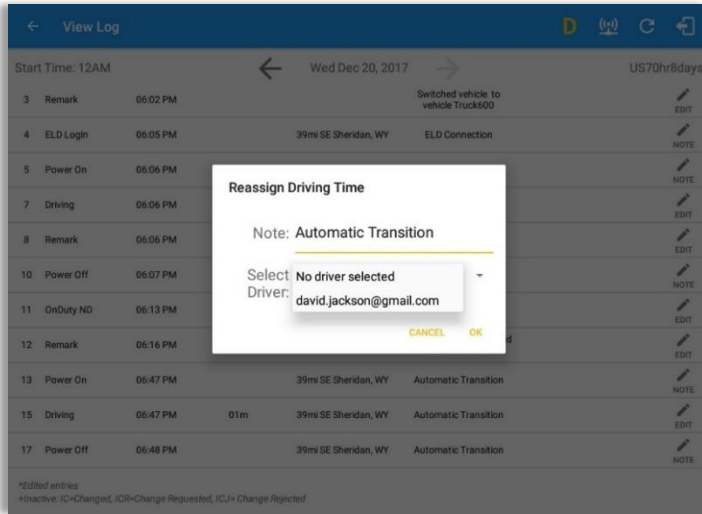 View Log D
Start Time: 12AM Wed Dec 20, 2017 US70hr8days
3 Remark 06:02 PM Switched vehicle to
vehicle Truck600 EDIT
4 ELD Login 06:05 PM 39mi SE Sheridan, WY ELD Connection NOTE
5 Power On 06:06 PM NOTE
Reassign Driving Time
7 Driving 06:06 PM EDIT
Note: Automatic Transition
8 Remark 06:06 PM EDIT
10 Power Off 06:07 PM NOTE
Select Driver: No driver selected
david.jackson@gmail.com
11 OnDuty ND 06:13 PM EDIT
CANCEL OK
12 Remark 06:16 PM d EDIT
13 Power On 06:47 PM 39mi SE Sheridan, WY Automatic Transition NOTE
15 Driving 06:47 PM 01m 39mi SE Sheridan, WY Automatic Transition EDIT
17 Power Off 06:48 PM 39mi SE Sheridan, WY Automatic Transition NOTE
*Edited entries
+Inactive: IC=Changed, ICR=Change Requested, ICJ= Change Rejected